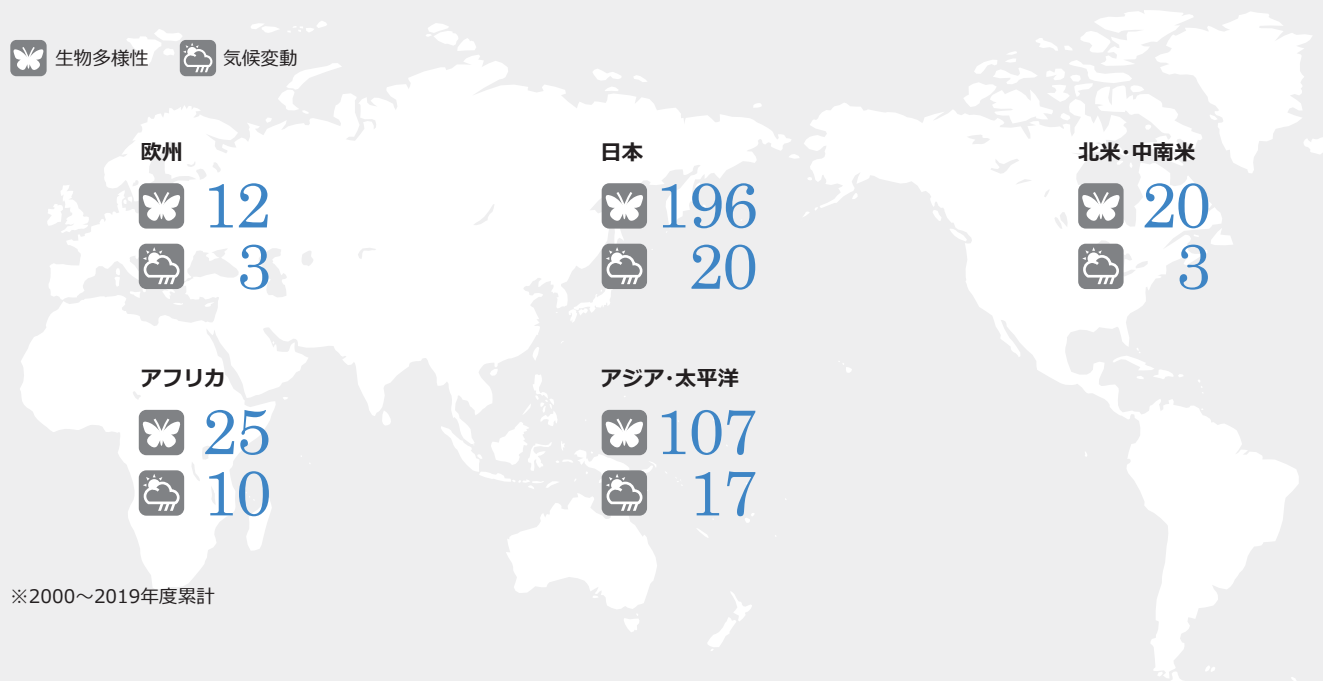 生物多様性 気候変動
欧州
12
3
日本
196
20
北米・中南米
20
3
アフリカ
25
10
アジア・太平洋
107
17
※2000～2019年度累計